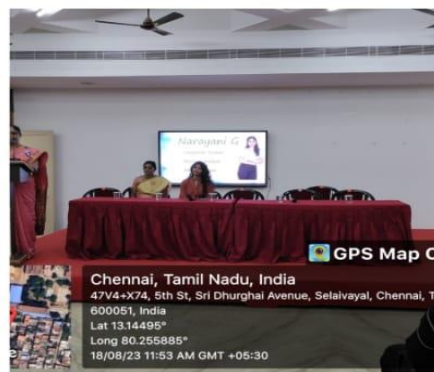 Narayani G
GPS Map C
Chennai, Tamil Nadu, India
47V4+X74, 5th St, Sri Dhurghai Avenue, Selaivayal, Chennai, T
600051, India
Lat 13.14495°
Long 80.255885°
18/08/23 11:53 AM GMT +05:30